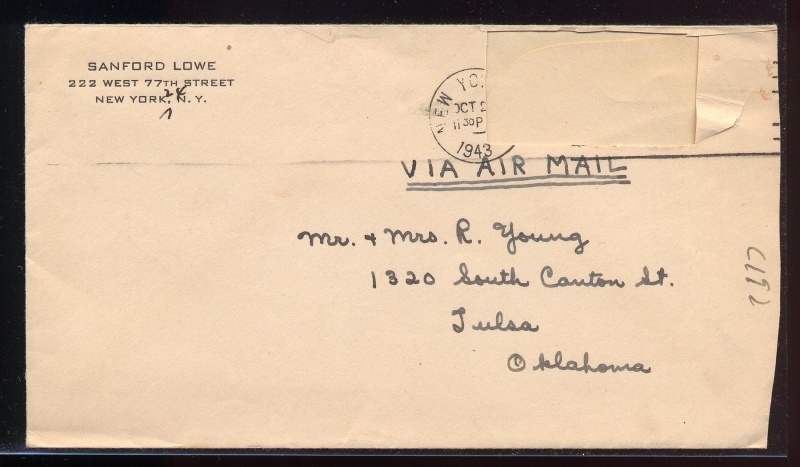 SANFORD LOWE
222 WEST 77TH STREET
NEW YORK, 24 N. Y.
NEW YO
OCT 2
11 30 P
1943
VIA AIR MAIL
Mr. & Mrs. R. Young
1320 South Canton St.
Tulsa
Oklahoma